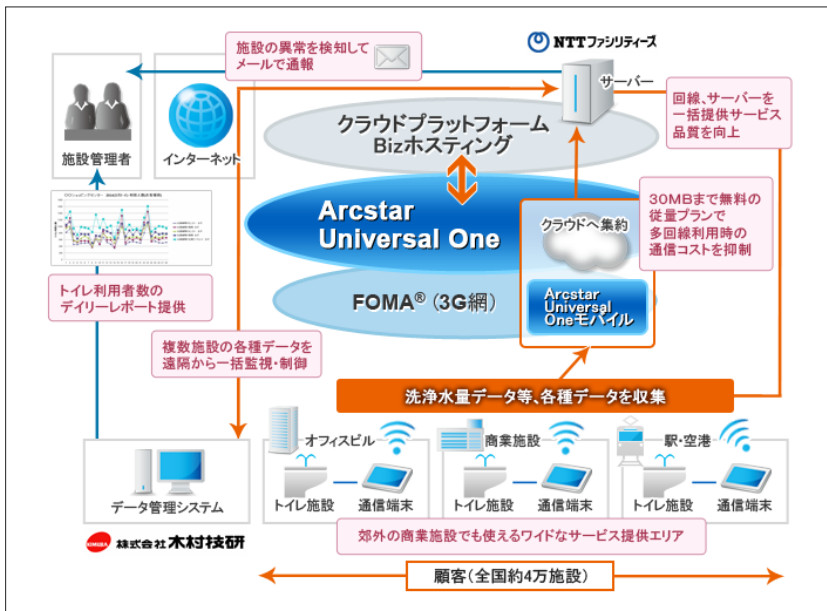 施設の異常を検知して
メールで通報
NTTファシリティーズ
サーバー
回線、サーバーを
一括提供サービス
品質を向上
施設管理者
インターネット
クラウドプラットフォーム
Bizホスティング
Arcstar
Universal One
クラウドへ集約
30MBまで無料の
従量プランで
多回線利用時の
通信コストを抑制
トイレ利用者数の
デイリーレポート提供
FOMA® (3G網)
Arcstar
Universal
Oneモバイル
複数施設の各種データを
遠隔から一括監視・制御
洗浄水量データ等、各種データを収集
オフィスビル
商業施設
駅・空港
トイレ施設
通信端末
トイレ施設
通信端末
トイレ施設
通信端末
データ管理システム
株式会社木村技研
郊外の商業施設でも使えるワイドなサービス提供エリア
顧客(全国約4万施設)